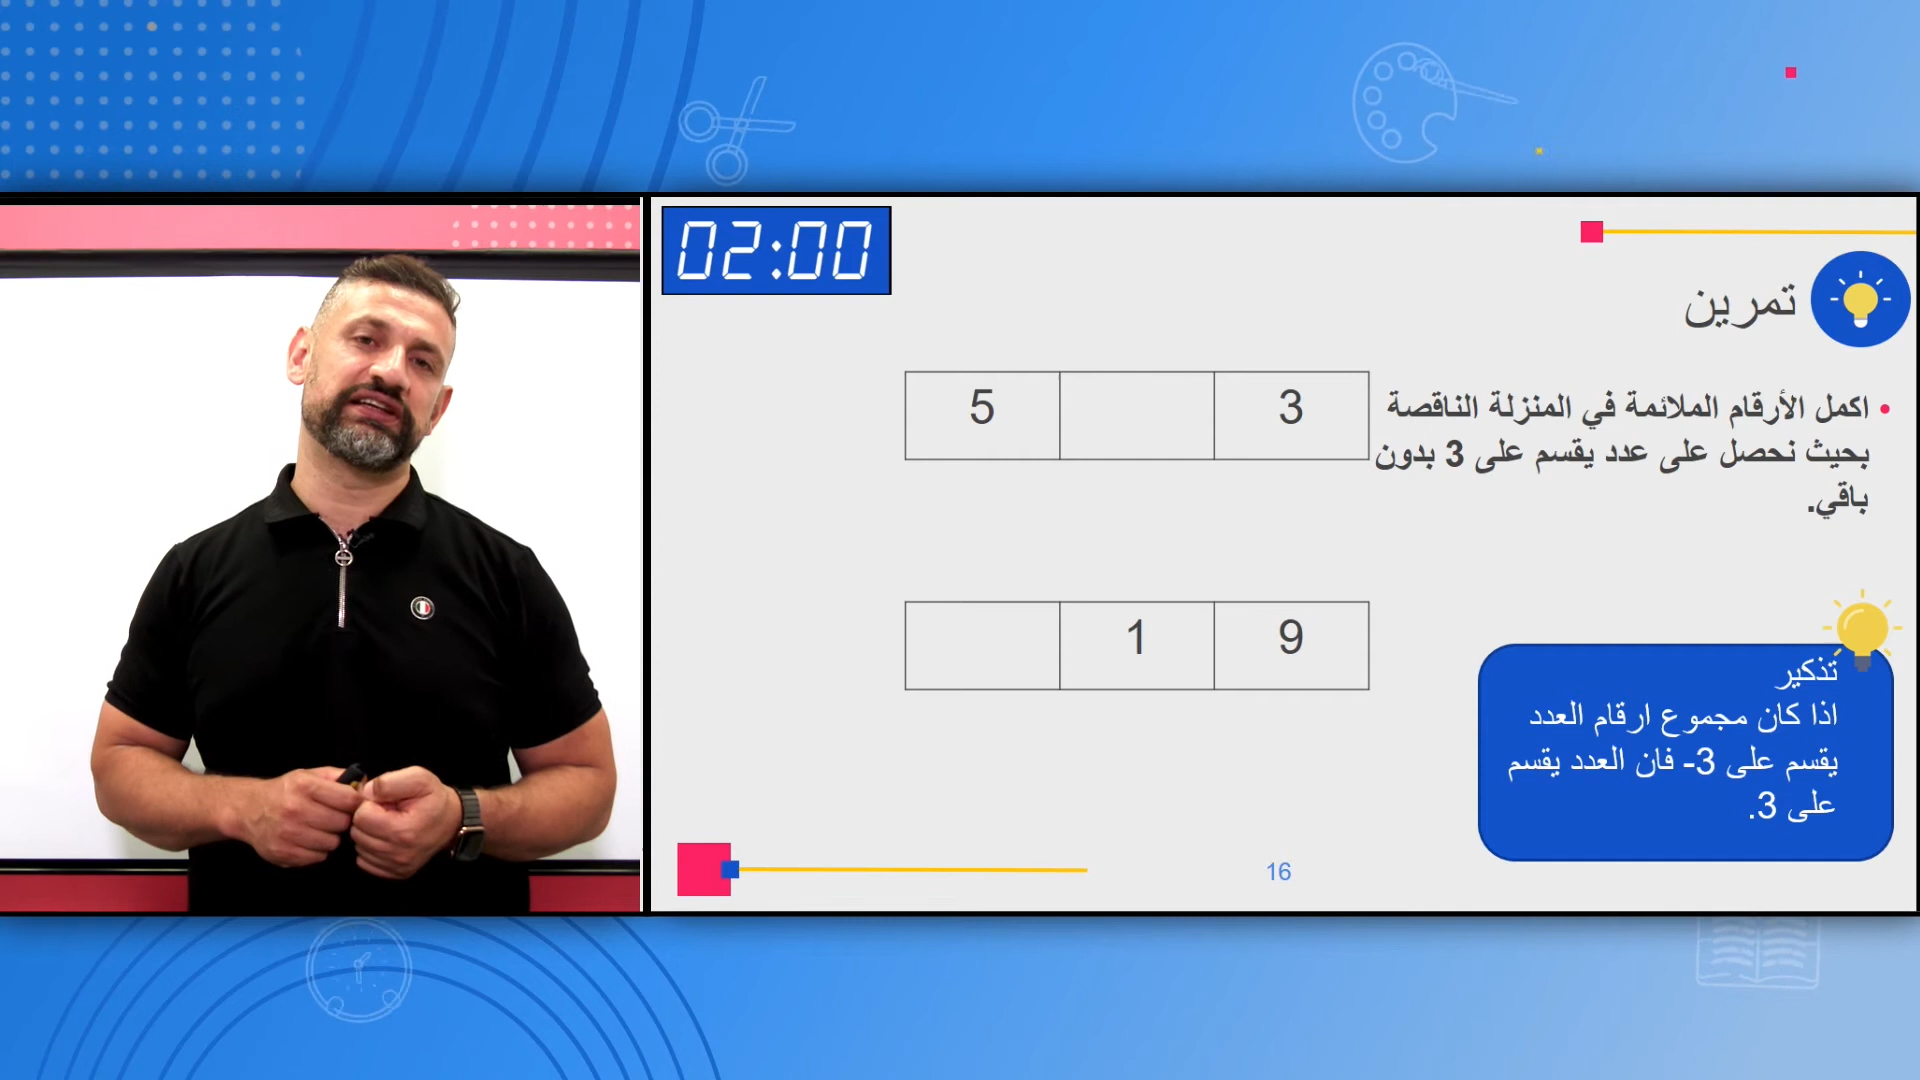 02:00
تمرين
اكمل الأرقام الملائمة في المنزلة الناقصة
بحيث نحصل على عدد يقسم على 3 بدون
باقي.
5 3
1 9
تذكير
اذا كان مجموع ارقام العدد
يقسم على 3- فان العدد يقسم
على 3.
16